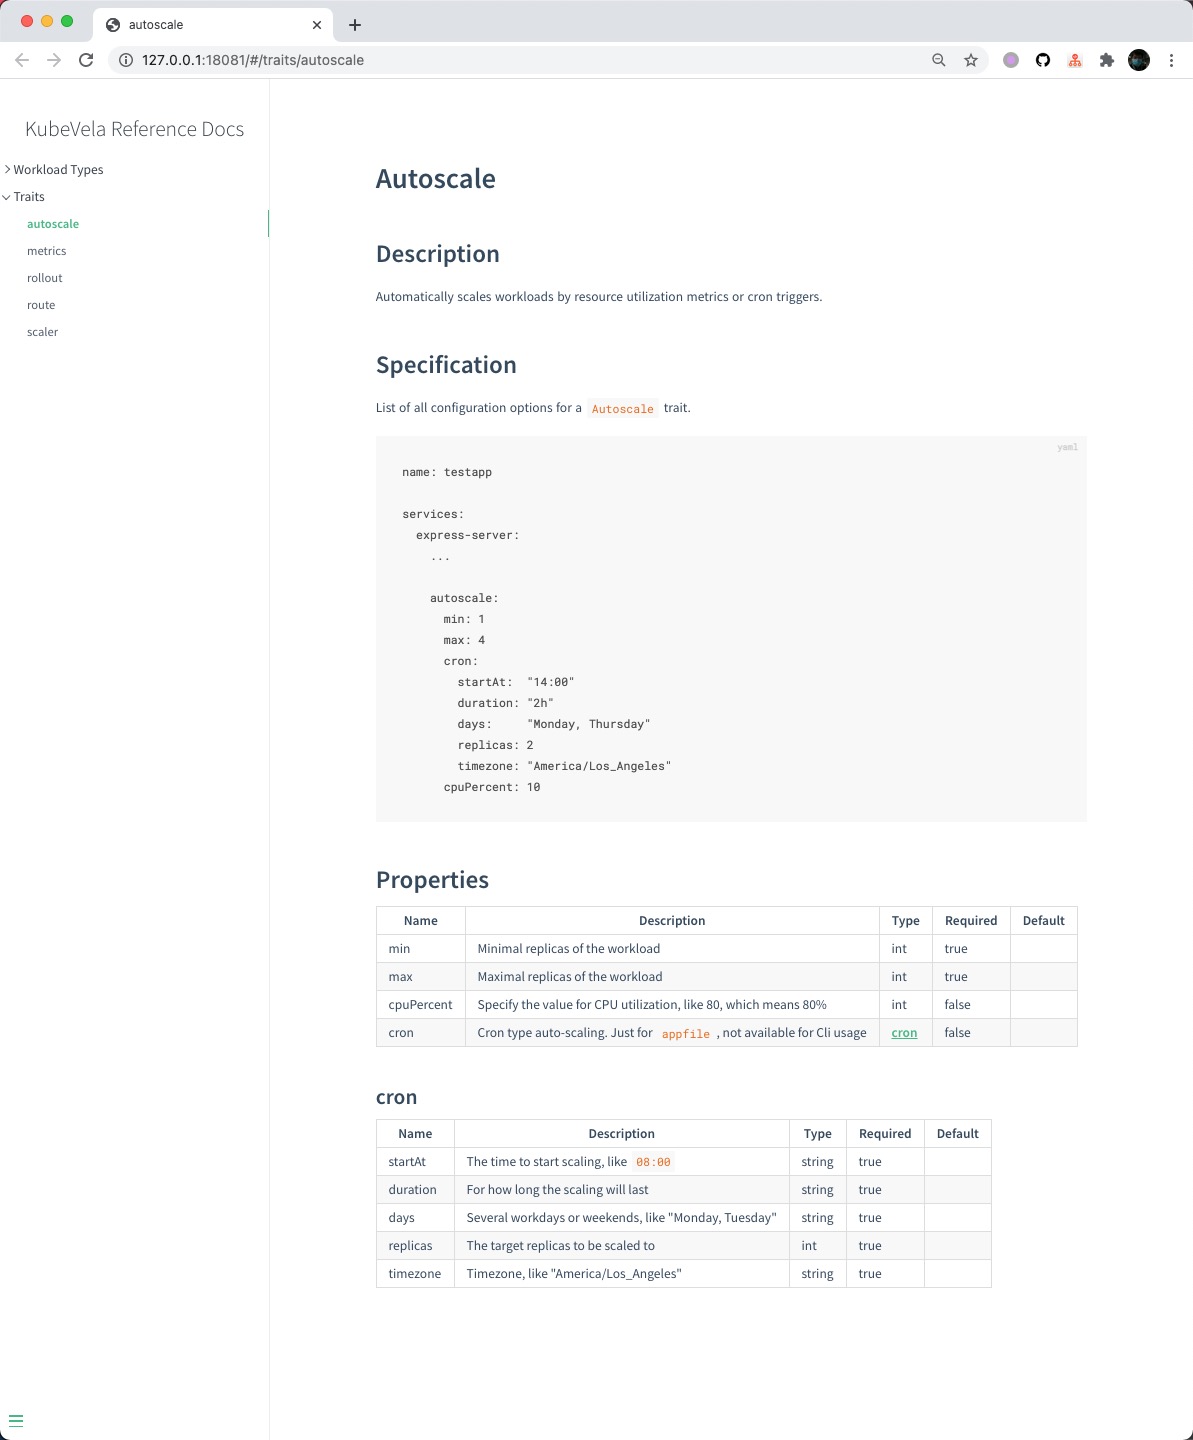 autoscale
127.0.0.1:18081/#/traits/autoscale
KubeVela Reference Docs
Workload Types
Traits
autoscale
metrics
rollout
route
scaler
Autoscale
Description
Automatically scales workloads by resource utilization metrics or cron triggers.
Specification
List of all configuration options for a Autoscale trait.
yaml
name: testapp
services:
  express-server:
    ...
    autoscale:
      min: 1
      max: 4
      cron:
        startAt:  "14:00"
        duration: "2h"
        days:     "Monday, Thursday"
        replicas: 2
        timezone: "America/Los_Angeles"
      cpuPercent: 10
Properties
Name Description Type Required Default
min Minimal replicas of the workload int true
max Maximal replicas of the workload int true
cpuPercent Specify the value for CPU utilization, like 80, which means 80% int false
cron Cron type auto-scaling. Just for appfile , not available for Cli usage cron false
cron
Name Description Type Required Default
startAt The time to start scaling, like 08:00 string true
duration For how long the scaling will last string true
days Several workdays or weekends, like "Monday, Tuesday" string true
replicas The target replicas to be scaled to int true
timezone Timezone, like "America/Los_Angeles" string true